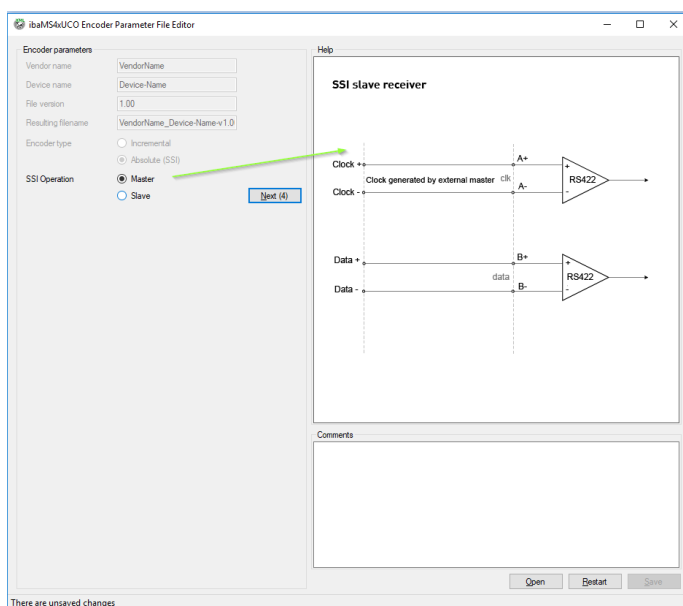 ibaMS4xUCO Encoder Parameter File Editor
Encoder parameters
Vendor name VendorName
Device name Device-Name
File version 1.00
Resulting filename VendorName_Device-Name-v1.0
Encoder type Incremental
Absolute (SSI)
SSI Operation Master
Slave Next (4)
Help
SSI slave receiver
Clock + A+ +
Clock generated by external master clk RS422
Clock - A- -
Data + B+ +
data RS422
Data - B- -
Comments
Open Restart Save
There are unsaved changes